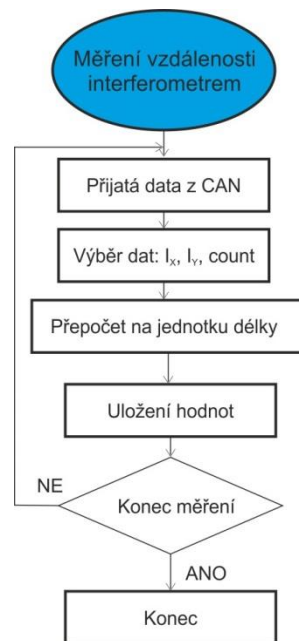 Měření vzdálenosti
interferometrem
Přijatá data z CAN
Výběr dat: Iₓ, Iᵧ, count
Přepočet na jednotku délky
Uložení hodnot
NE
Konec měření
ANO
Konec